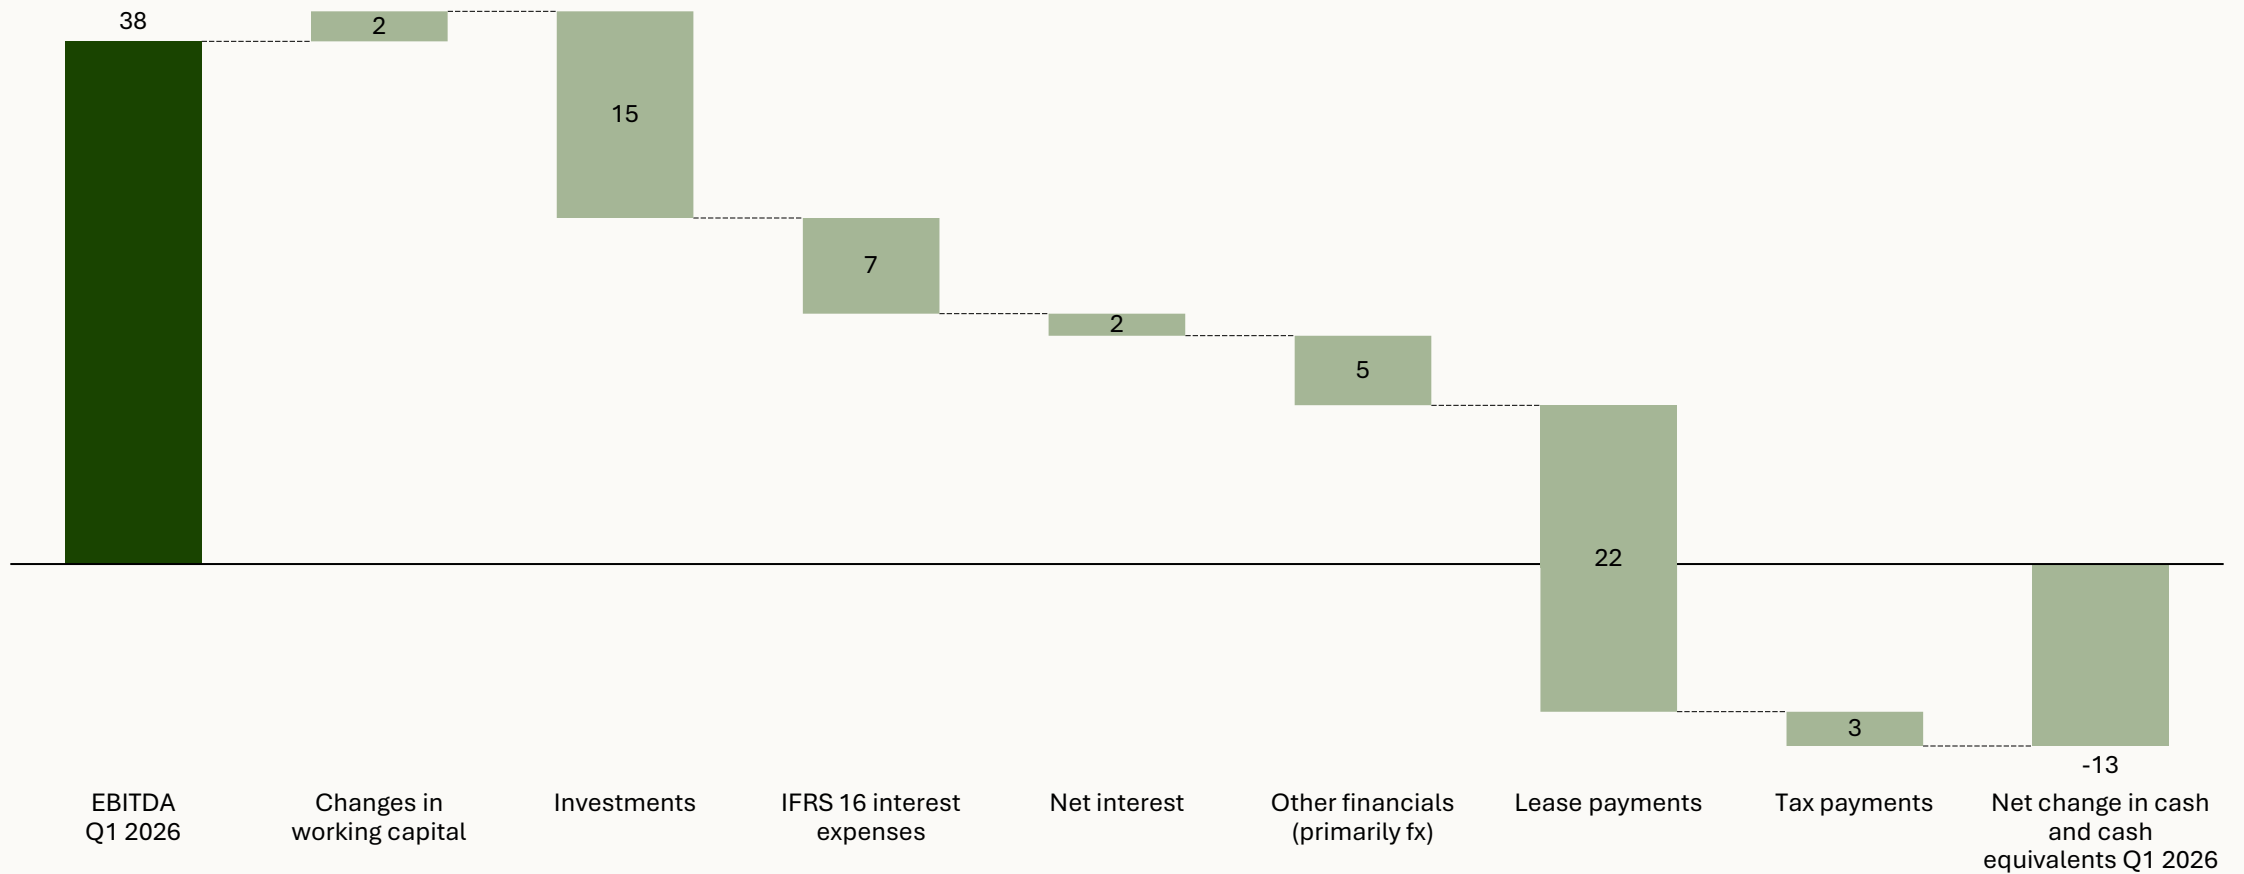 38
2
15
7
2
5
22
3
-13
EBITDA
Q1 2026
Changes in
working capital
Investments
IFRS 16 interest
expenses
Net interest
Other financials
(primarily fx)
Lease payments
Tax payments
Net change in cash
and cash
equivalents Q1 2026